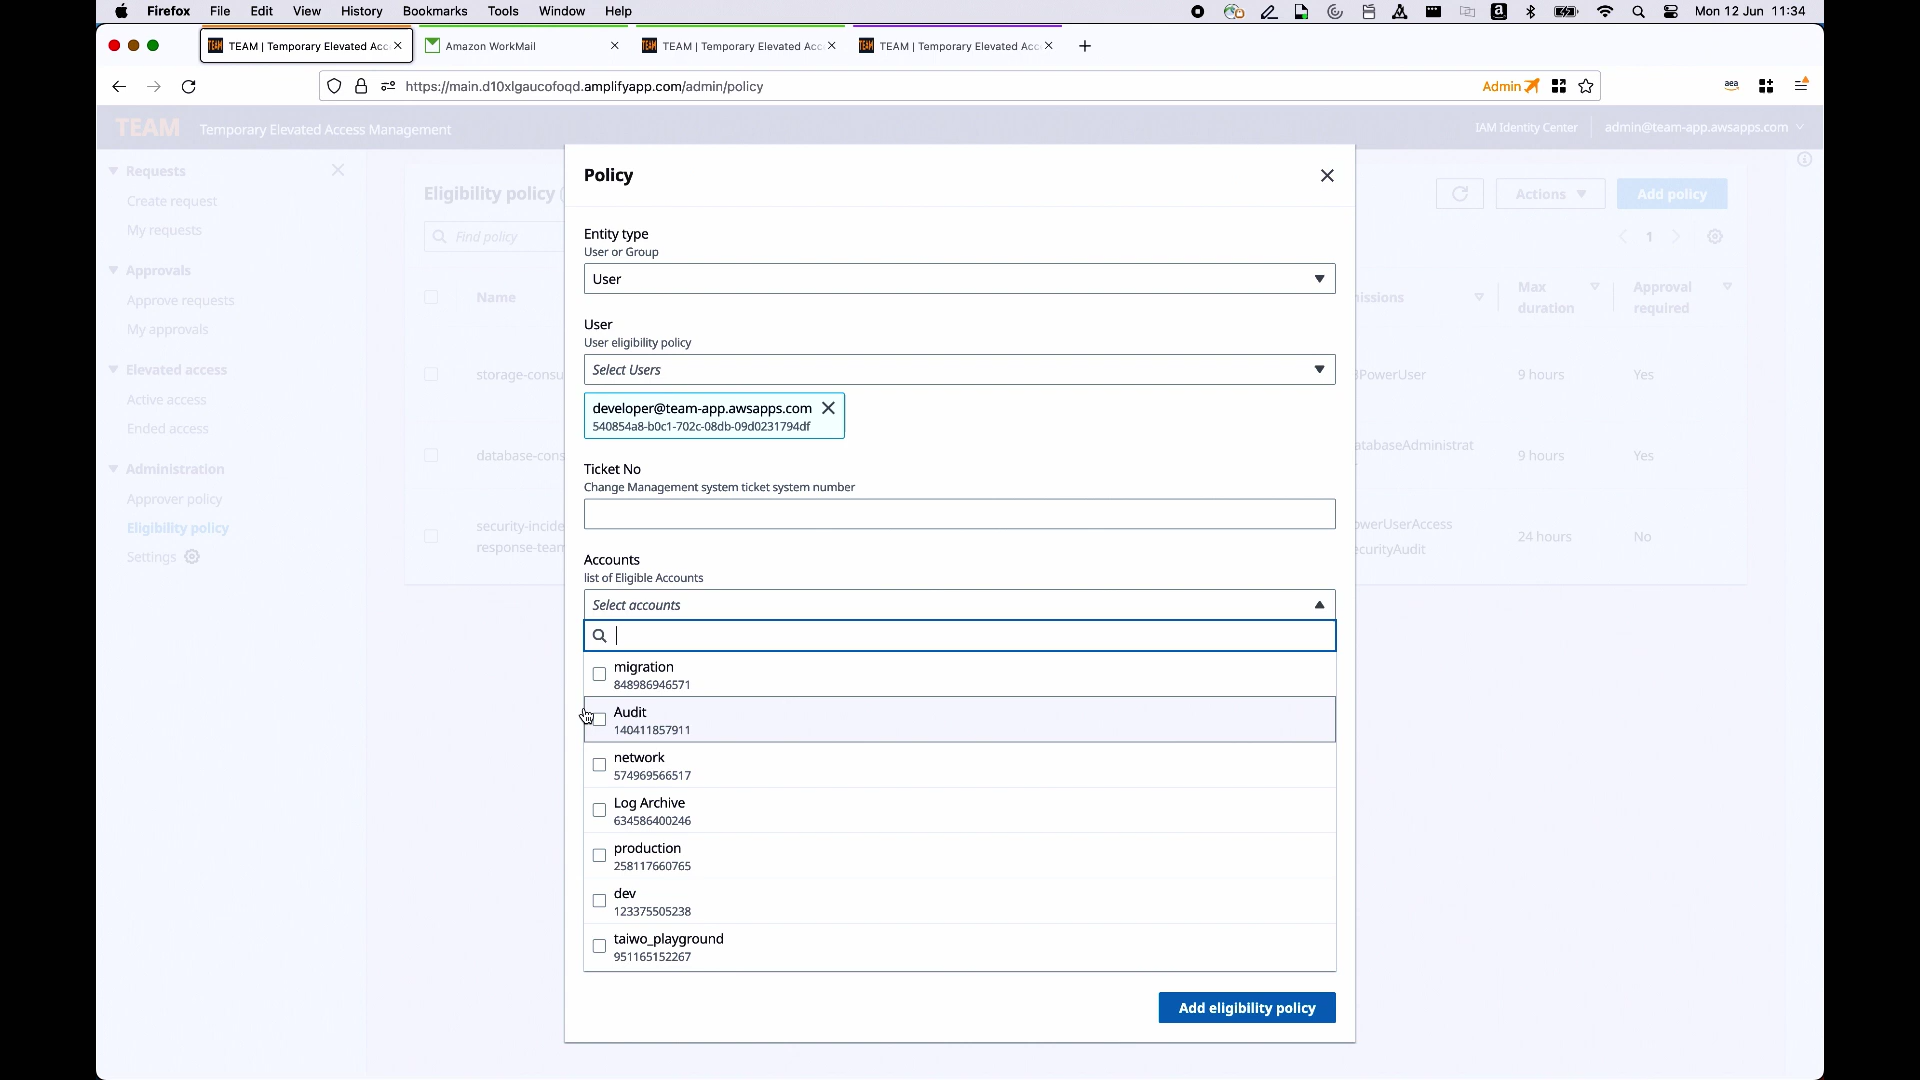 Firefox File Edit View History Bookmarks Tools Window Help
Mon 12 Jun 11:34
TEAM | Temporary Elevated Acc
Amazon WorkMail
TEAM | Temporary Elevated Acc
TEAM | Temporary Elevated Acc
https://main.d10xlgaucofoqd.amplifyapp.com/admin/policy
Admin
aea
TEAM Temporary Elevated Access Management
IAM Identity Center
admin@team-app.awsapps.com
Requests
Create request
My requests
Approvals
Approve requests
My approvals
Elevated access
Active access
Ended access
Administration
Approver policy
Eligibility policy
Settings
Eligibility policy (
Actions
Add policy
Find policy
1
Name
issions
Max duration
Approval required
storage-consu
3PowerUser
9 hours
Yes
database-cons
atabaseAdministrat
9 hours
Yes
security-incide
response-team
owerUserAccess
ecurityAudit
24 hours
No
Policy
Entity type
User or Group
User
User
User eligibility policy
Select Users
developer@team-app.awsapps.com
540854a8-b0c1-702c-08db-09d0231794df
Ticket No
Change Management system ticket system number
Accounts
list of Eligible Accounts
Select accounts
migration
848986946571
Audit
140411857911
network
574969566517
Log Archive
634586400246
production
258117660765
dev
123375505238
taiwo_playground
951165152267
Add eligibility policy